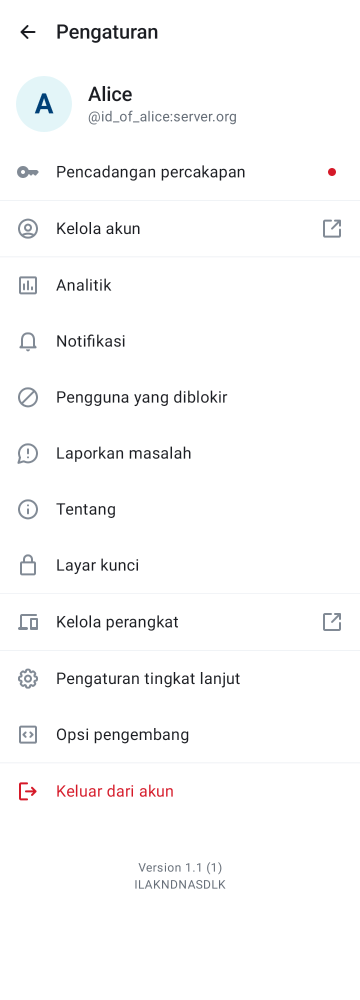 Pengaturan
A
Alice
@id_of_alice:server.org
Pencadangan percakapan
Kelola akun
Analitik
Notifikasi
Pengguna yang diblokir
Laporkan masalah
Tentang
Layar kunci
Kelola perangkat
Pengaturan tingkat lanjut
Opsi pengembang
Keluar dari akun
Version 1.1 (1)
ILAKNDNASDLK